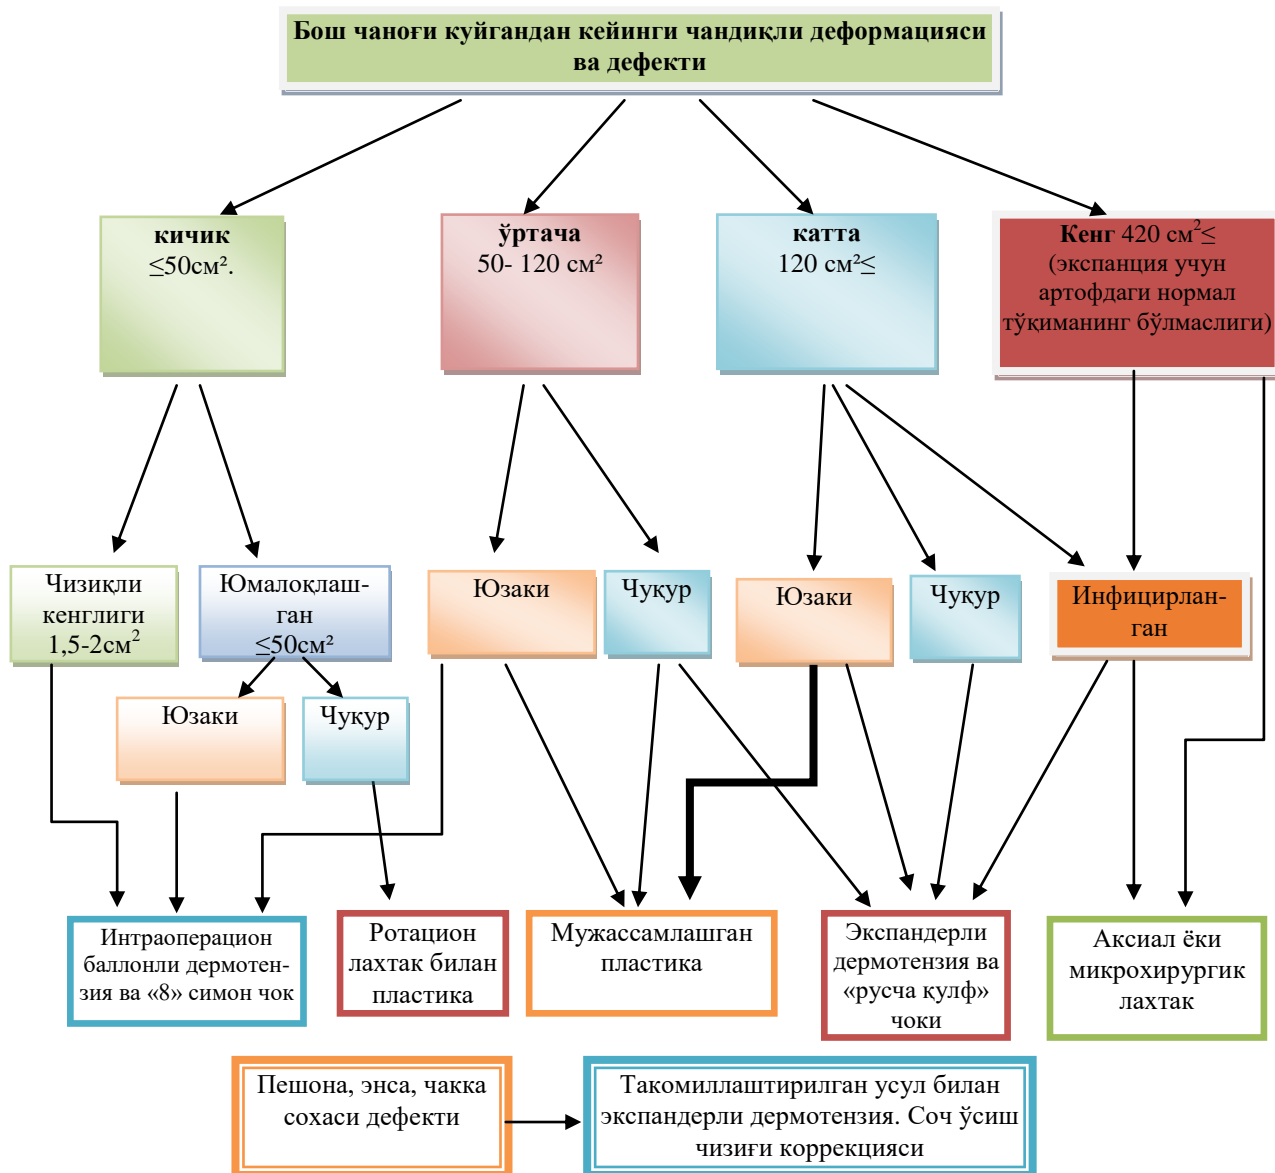 Бош чаноғи куйгандан кейинги чандиқли деформацияси
ва дефекти
кичик
≤50см².
ўртача
50- 120 см²
катта
120 см²≤
Кенг 420 см²≤
(экспанция учун
артофдаги нормал
тўқиманинг бўлмаслиги)
Чизиқли
кенглиги
1,5-2см²
Юмалоқлаш-
ган
≤50см²
Юзаки
Чуқур
Юзаки
Чуқур
Инфицирлан-
ган
Юзаки
Чуқур
Интраоперацион
баллонли дермотен-
зия ва «8» симон чок
Ротацион
лахтак билан
пластика
Мужассамлашган
пластика
Экспандерли
дермотензия ва
«русча қулф»
чоки
Аксиал ёки
микрохирургик
лахтак
Пешона, энса, чакка
сохаси дефекти
Такомиллаштирилган усул билан
экспандерли дермотензия. Соч ўсиш
чизиғи коррекцияси